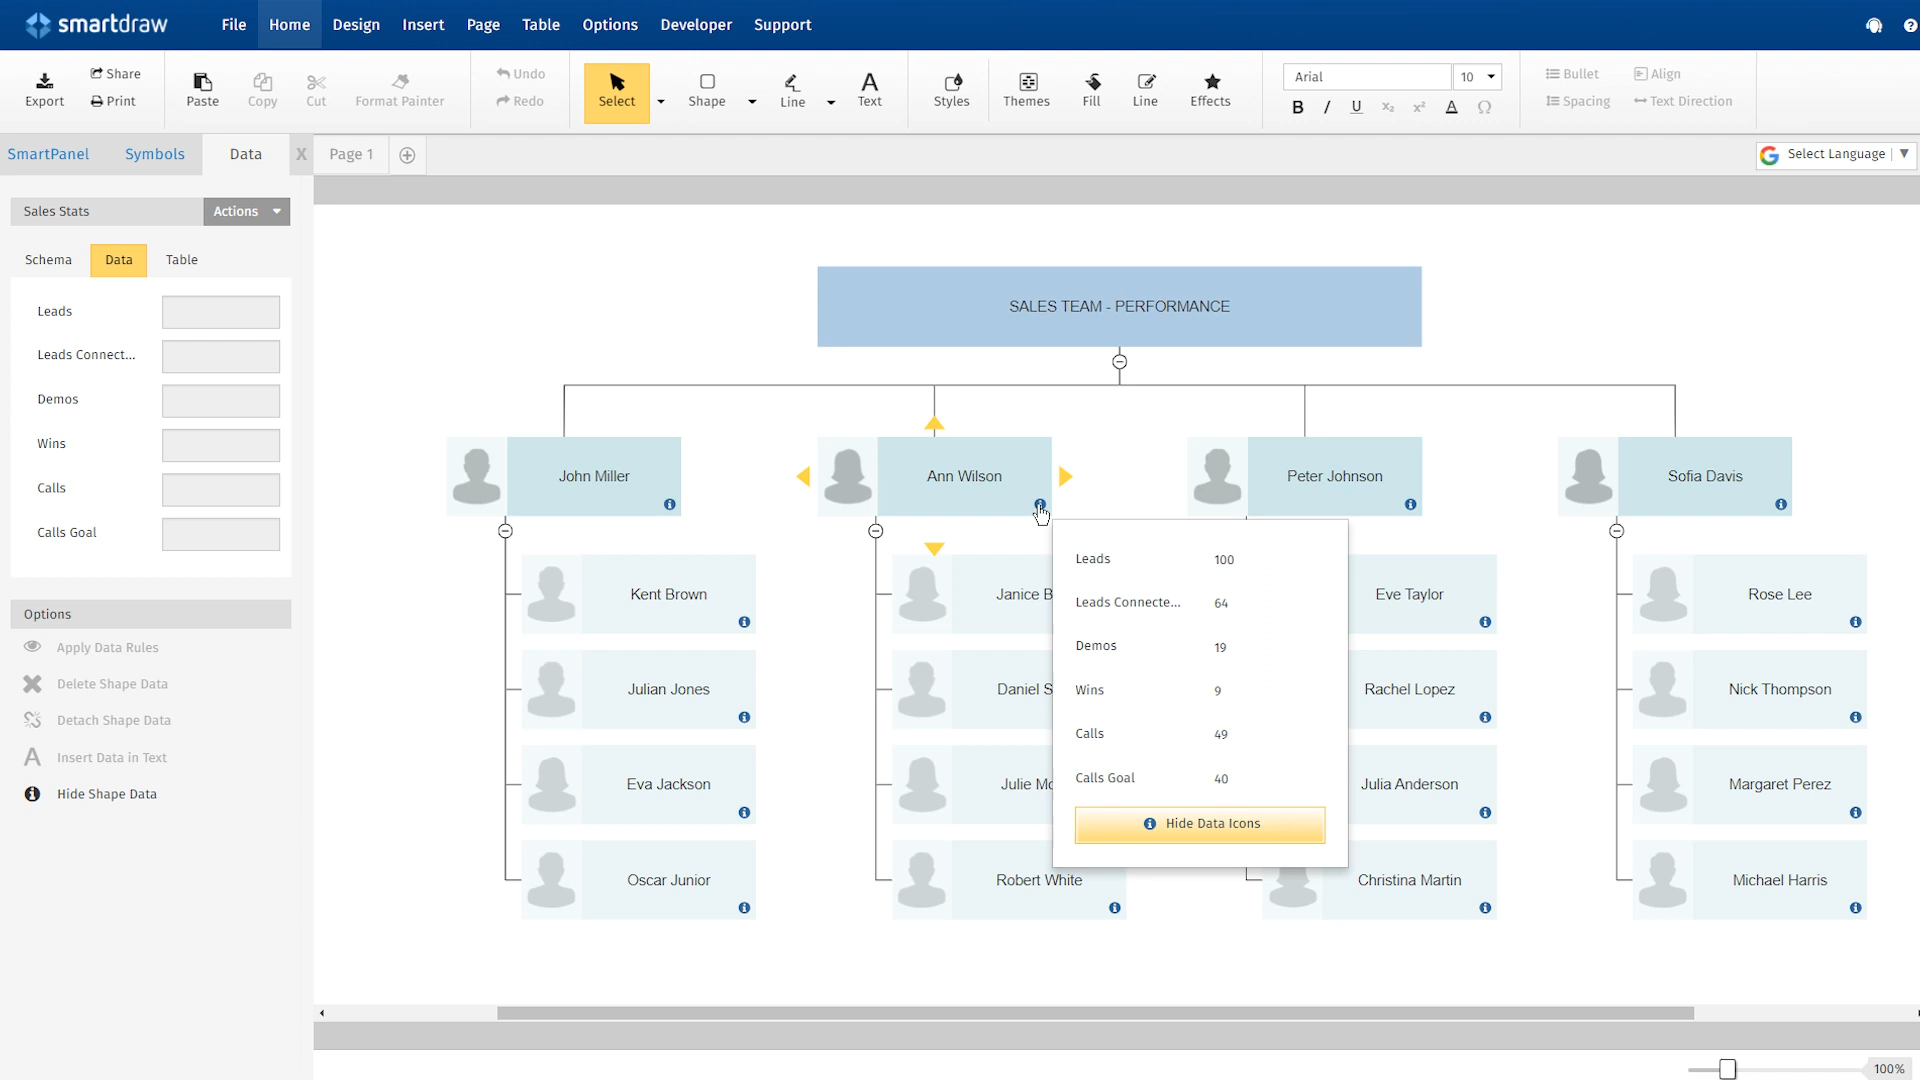 smartdraw
File Home Design Insert Page Table Options Developer Support
Export
Share
Print
Paste
Copy
Cut
Format Painter
Undo
Redo
Select
Shape
Line
Text
Styles
Themes
Fill
Line
Effects
Arial 10
B I U x₂ x² A Ω
Bullet Align
Spacing Text Direction
SmartPanel Symbols Data X
Page 1
Select Language
Sales Stats Actions
Schema Data Table
Leads
Leads Connect...
Demos
Wins
Calls
Calls Goal
Options
Apply Data Rules
Delete Shape Data
Detach Shape Data
Insert Data in Text
Hide Shape Data
SALES TEAM - PERFORMANCE
John Miller
Ann Wilson
Peter Johnson
Sofia Davis
Kent Brown
Julian Jones
Eva Jackson
Oscar Junior
Janice B
Daniel S
Julie Mc
Robert White
Leads 100
Leads Connecte... 64
Demos 19
Wins 9
Calls 49
Calls Goal 40
Hide Data Icons
Eve Taylor
Rachel Lopez
Julia Anderson
Christina Martin
Rose Lee
Nick Thompson
Margaret Perez
Michael Harris
100%